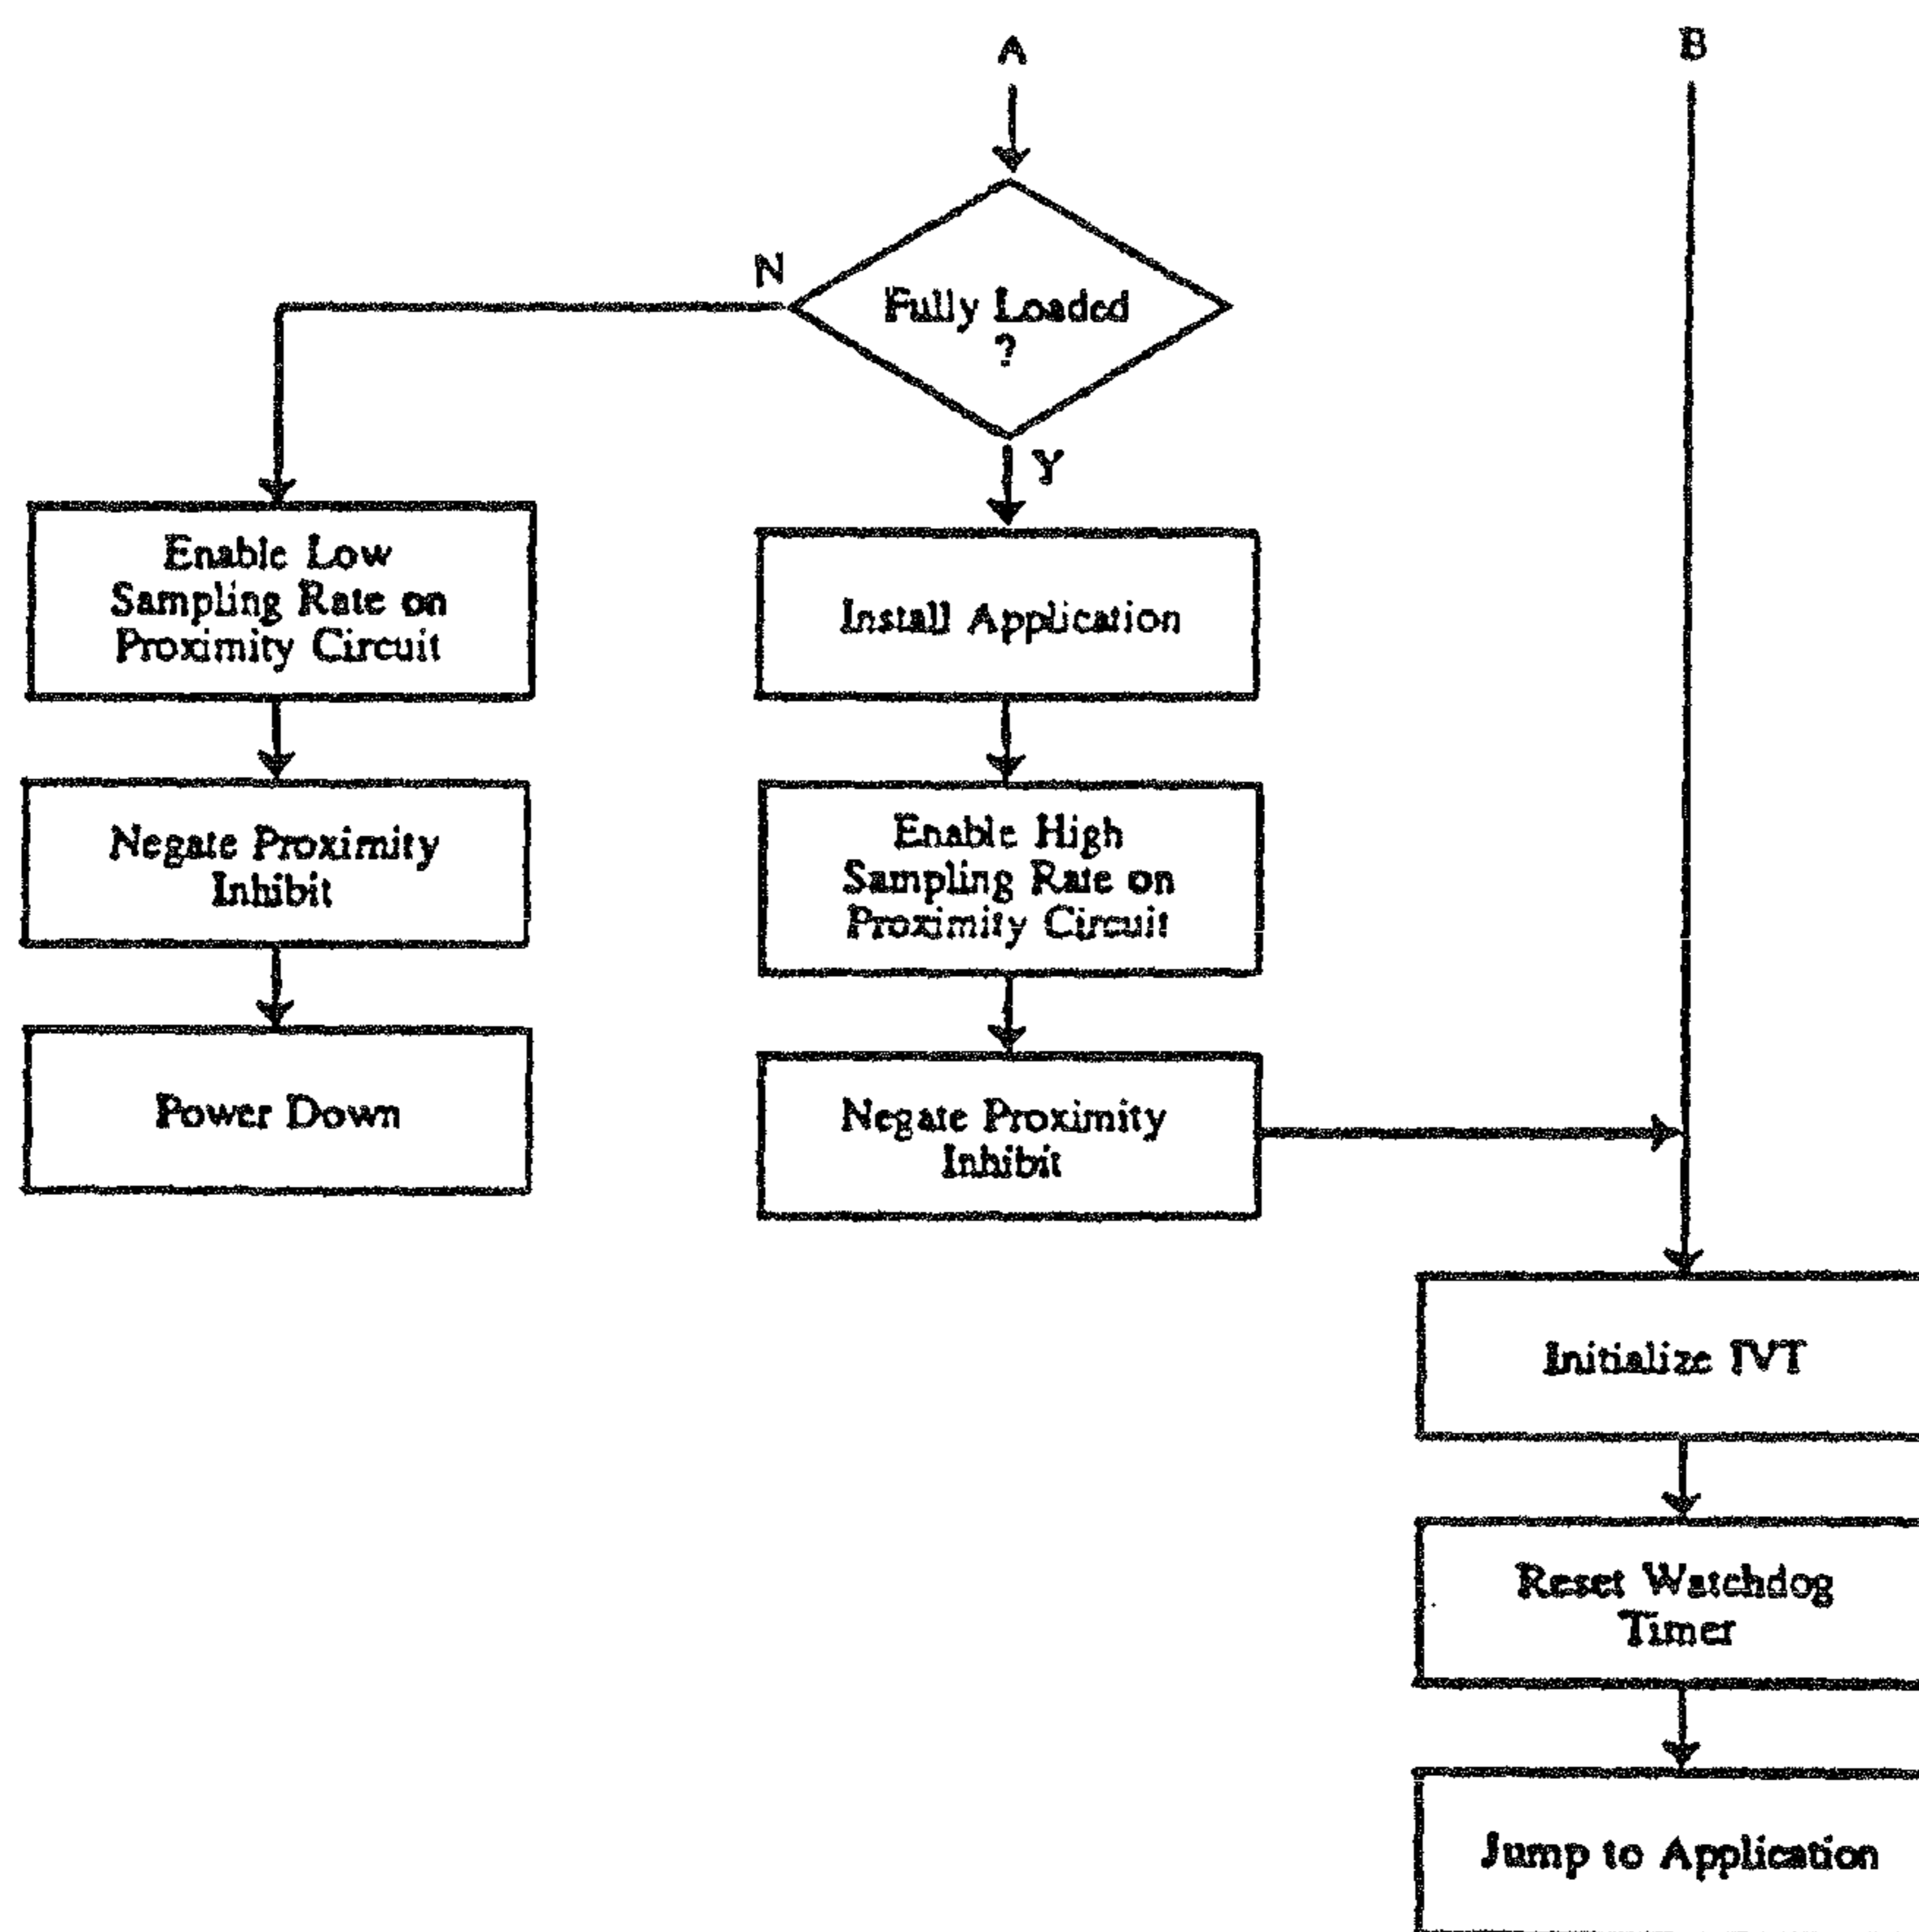 A
B
N
Fully Loaded
?
Y
Enable Low
Sampling Rate on
Proximity Circuit
Install Application
Negate Proximity
Inhibit
Enable High
Sampling Rate on
Proximity Circuit
Power Down
Negate Proximity
Inhibit
Initialize IVT
Reset Watchdog
Timer
Jump to Application